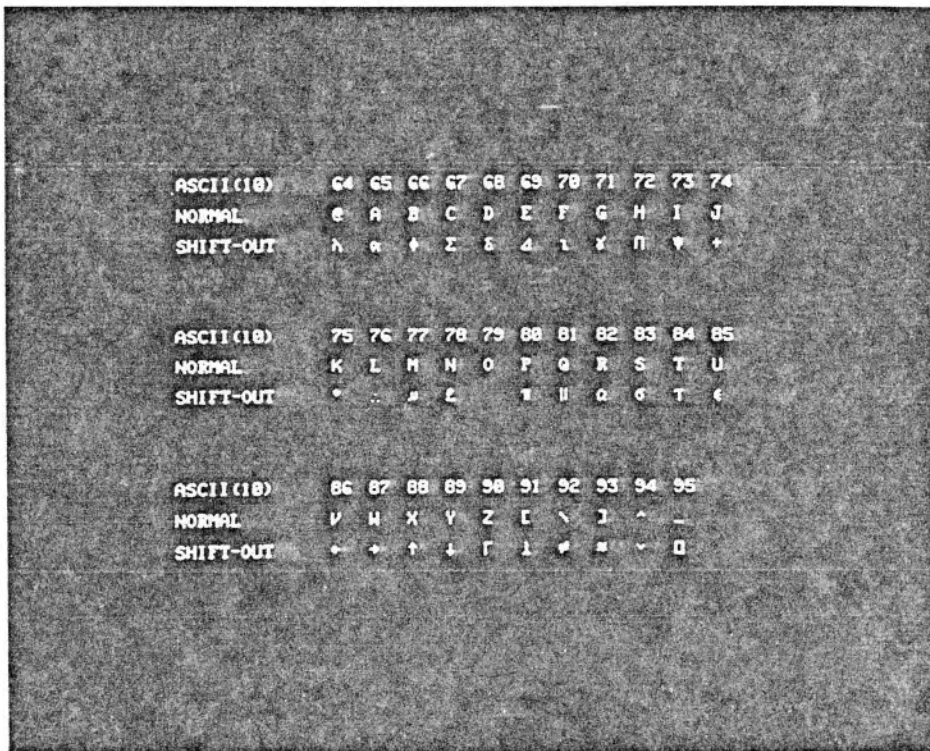 ASCII(10) 64 65 66 67 68 69 70 71 72 73 74
NORMAL @ A B C D E F G H I J
SHIFT-OUT λ α Φ Σ δ Δ ι γ Π Ψ +
ASCII(10) 75 76 77 78 79 80 81 82 83 84 85
NORMAL K L M N O P Q R S T U
SHIFT-OUT ° ∴ £ π || Ω σ τ ε
ASCII(10) 86 87 88 89 90 91 92 93 94 95
NORMAL V W X Y Z [ \ ] ^ _
SHIFT-OUT ← → ↑ ↓ Γ ⊥ ≠ ≈ ˇ